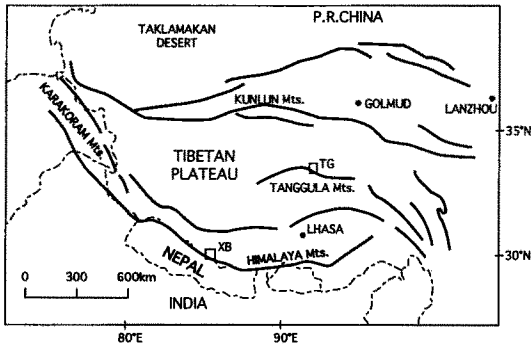 TAKLAMAKAN
DESERT
P.R.CHINA
KARAKORAM Mts.
KUNLUN Mts.
GOLMUD
LANZHOU
35°N
TIBETAN
PLATEAU
TG
TANGGULA Mts.
LHASA
XB
NEPAL
HIMALAYA Mts.
30°N
0 300 600km
INDIA
80°E 90°E